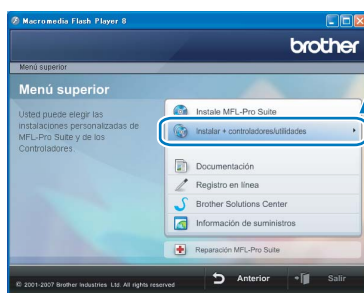 Macromedia Flash Player 8
brother
Menú superior
Menú superior
Usted puede elegir las
instalaciones personalizadas de
MFL-Pro Suite y de los
Controladores.
Instale MFL-Pro Suite
Instalar + controladores/utilidades
Documentación
Registro en línea
Brother Solutions Center
Información de suministros
Reparación MFL-Pro Suite
© 2001-2007 Brother Industries Ltd. All rights reserved
Anterior
Salir